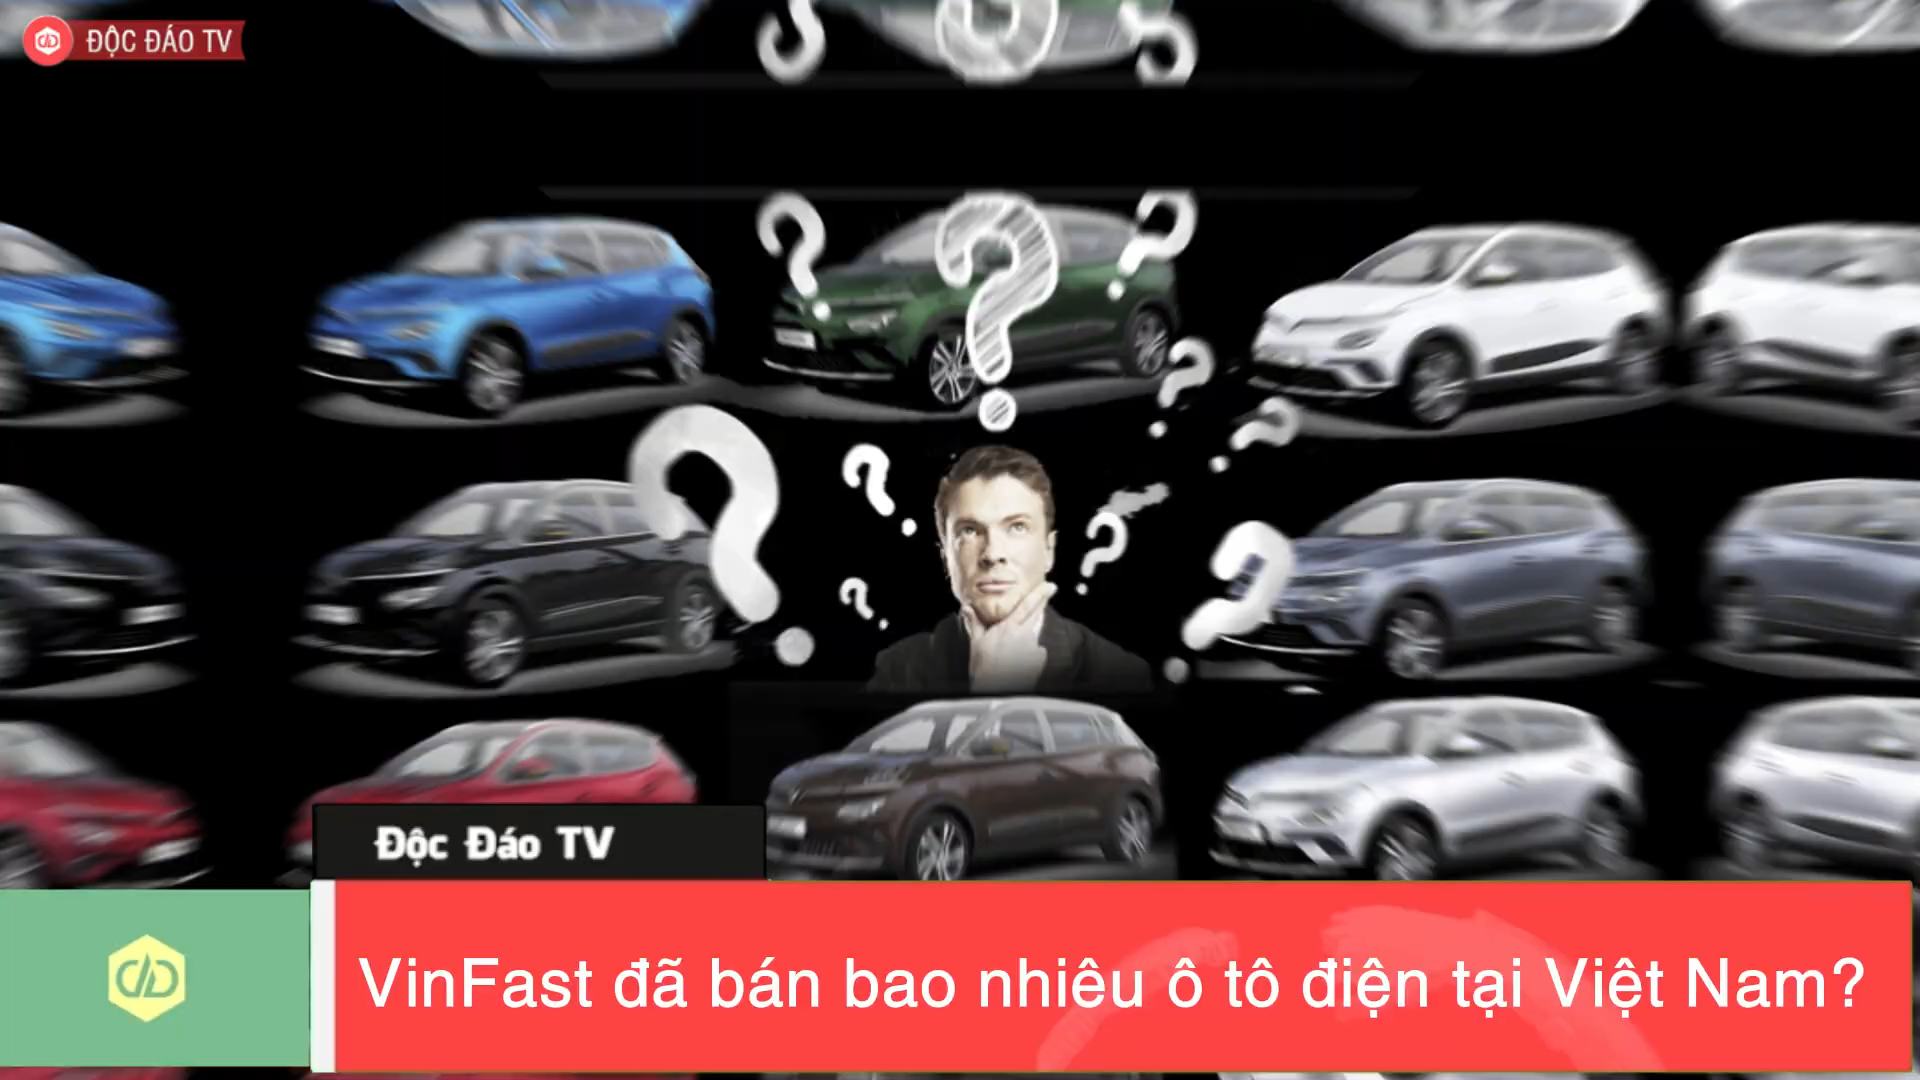 ĐỘC ĐÁO TV
Độc Đáo TV
VinFast đã bán bao nhiêu ô tô điện tại Việt Nam?